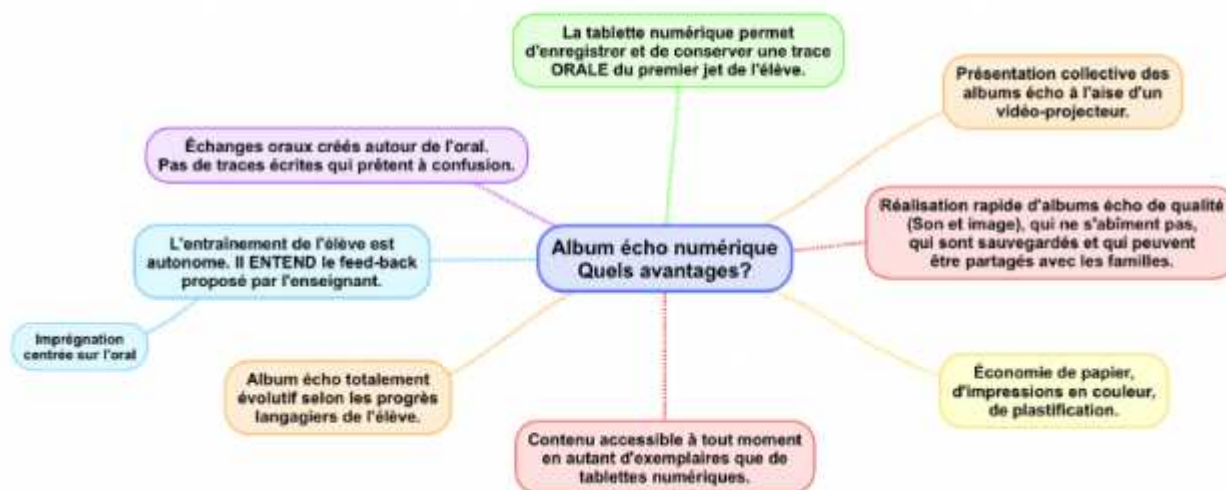 La tablette numérique permet
d'enregistrer et de conserver une trace
ORALE du premier jet de l'élève.
Présentation collective des
albums écho à l'aise d'un
vidéo-projecteur.
Échanges oraux créés autour de l'oral.
Pas de traces écrites qui prêtent à confusion.
Réalisation rapide d'albums écho de qualité
(Son et image), qui ne s'abîment pas,
qui sont sauvegardés et qui peuvent
être partagés avec les familles.
Album écho numérique
Quels avantages?
L'entraînement de l'élève est
autonome. Il ENTEND le feed-back
proposé par l'enseignant.
Imprégnation
centrée sur l'oral
Album écho totalement
évolutif selon les progrès
langagiers de l'élève.
Économie de papier,
d'impressions en couleur,
de plastification.
Contenu accessible à tout moment
en autant d'exemplaires que de
tablettes numériques.